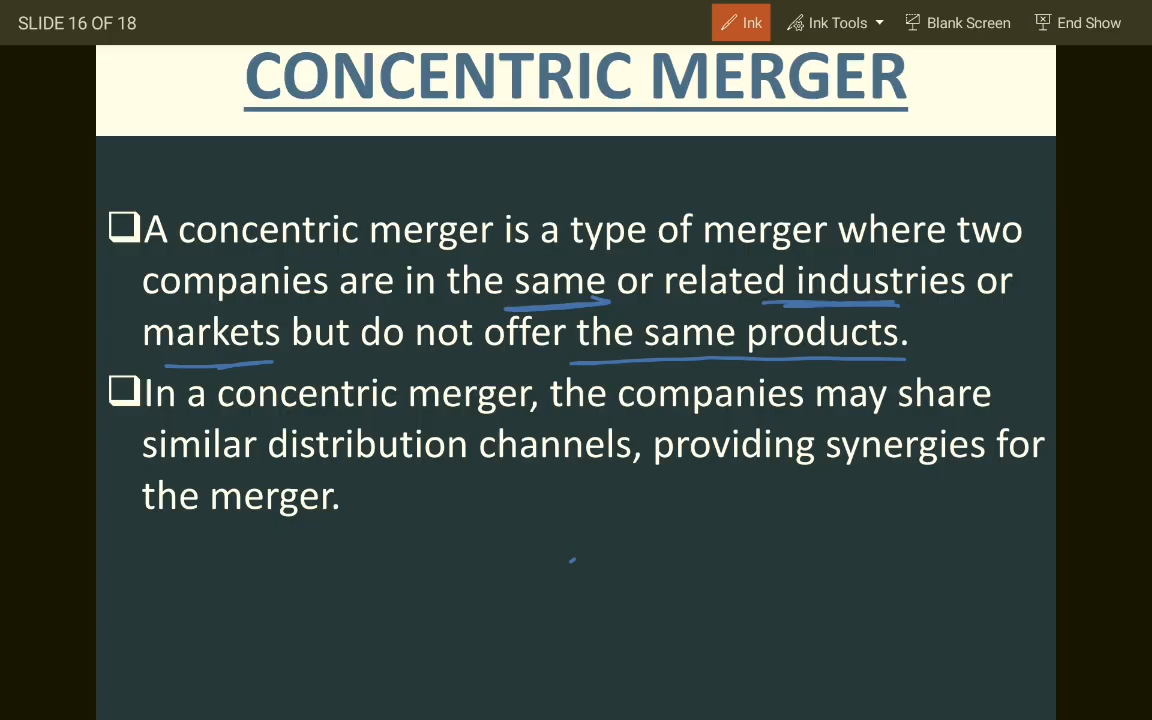 SLIDE 16 OF 18
Ink
Ink Tools
Blank Screen
End Show
CONCENTRIC MERGER
A concentric merger is a type of merger where two
companies are in the same or related industries or
markets but do not offer the same products.
In a concentric merger, the companies may share
similar distribution channels, providing synergies for
the merger.